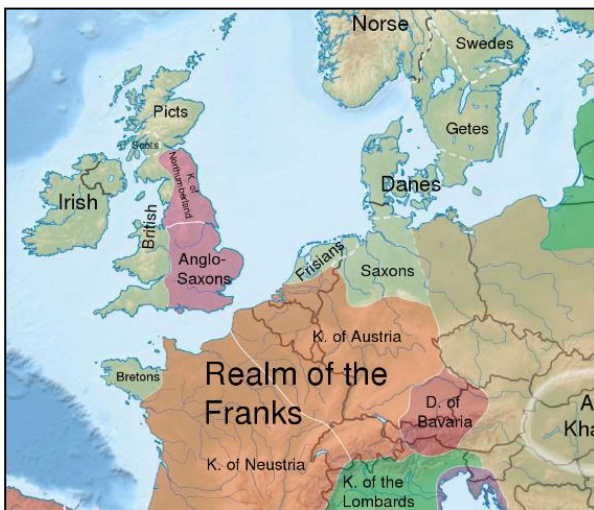 Norse
Swedes
Picts
Getes
Scots
K. of
Northumberland
Irish
British
Danes
Anglo-
Saxons
Frisians
Saxons
K. of Austria
Bretons
Realm of the
Franks
D. of
Bavaria
A
Kha
K. of Neustria
K. of the
Lombards